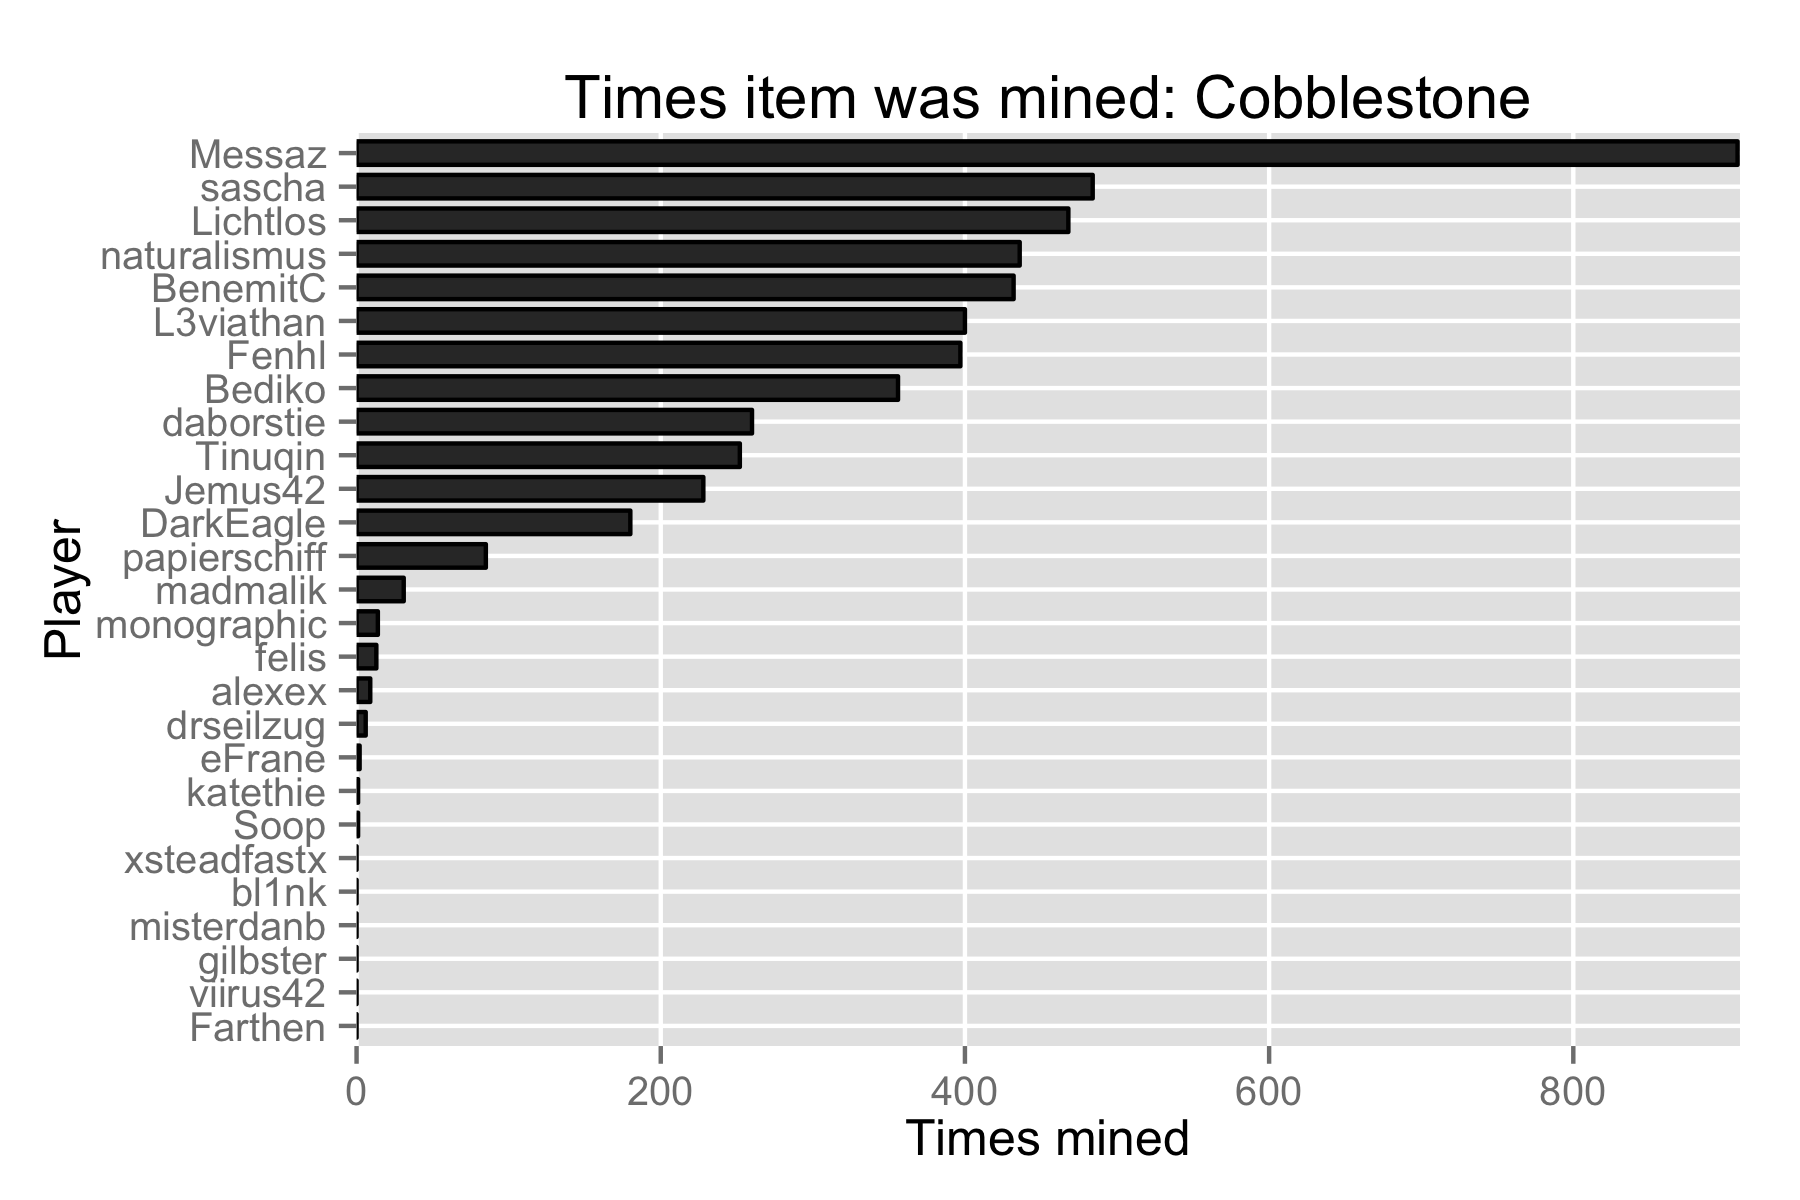 Times item was mined: Cobblestone
Messaz
sascha
Lichtlos
naturalismus
BenemitC
L3viathan
Fenhl
Bediko
daborstie
Tinuqin
Jemus42
DarkEagle
papierschiff
madmalik
monographic
felis
alexex
drseilzug
eFrane
katethie
Soop
xsteadfastx
bl1nk
misterdanb
gilbster
viirus42
Farthen
Player
0 200 400 600 800
Times mined